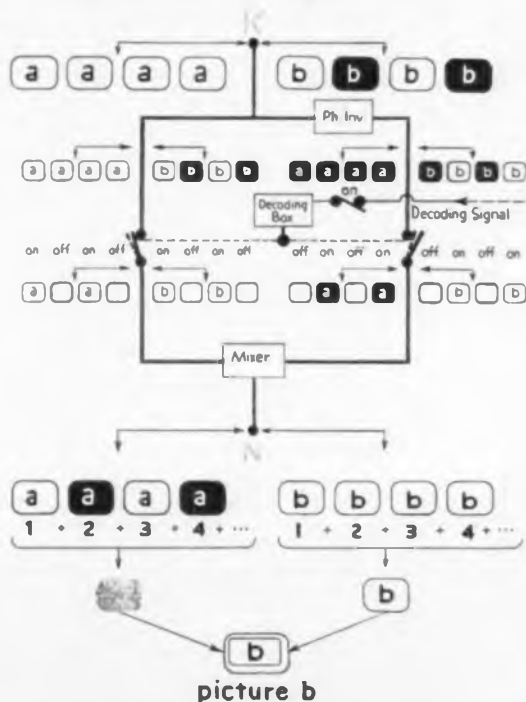 K
a a a a b b b b
Ph. Inv.
a a a a b b b b a a a a b b b b
on
Decoding Box
Decoding Signal
on off on off on off on off off on off on off on off on
a a b b a a b b
Mixer
N
a a a a b b b b
1 + 2 + 3 + 4 + ... 1 + 2 + 3 + 4 + ...
b
b
picture b